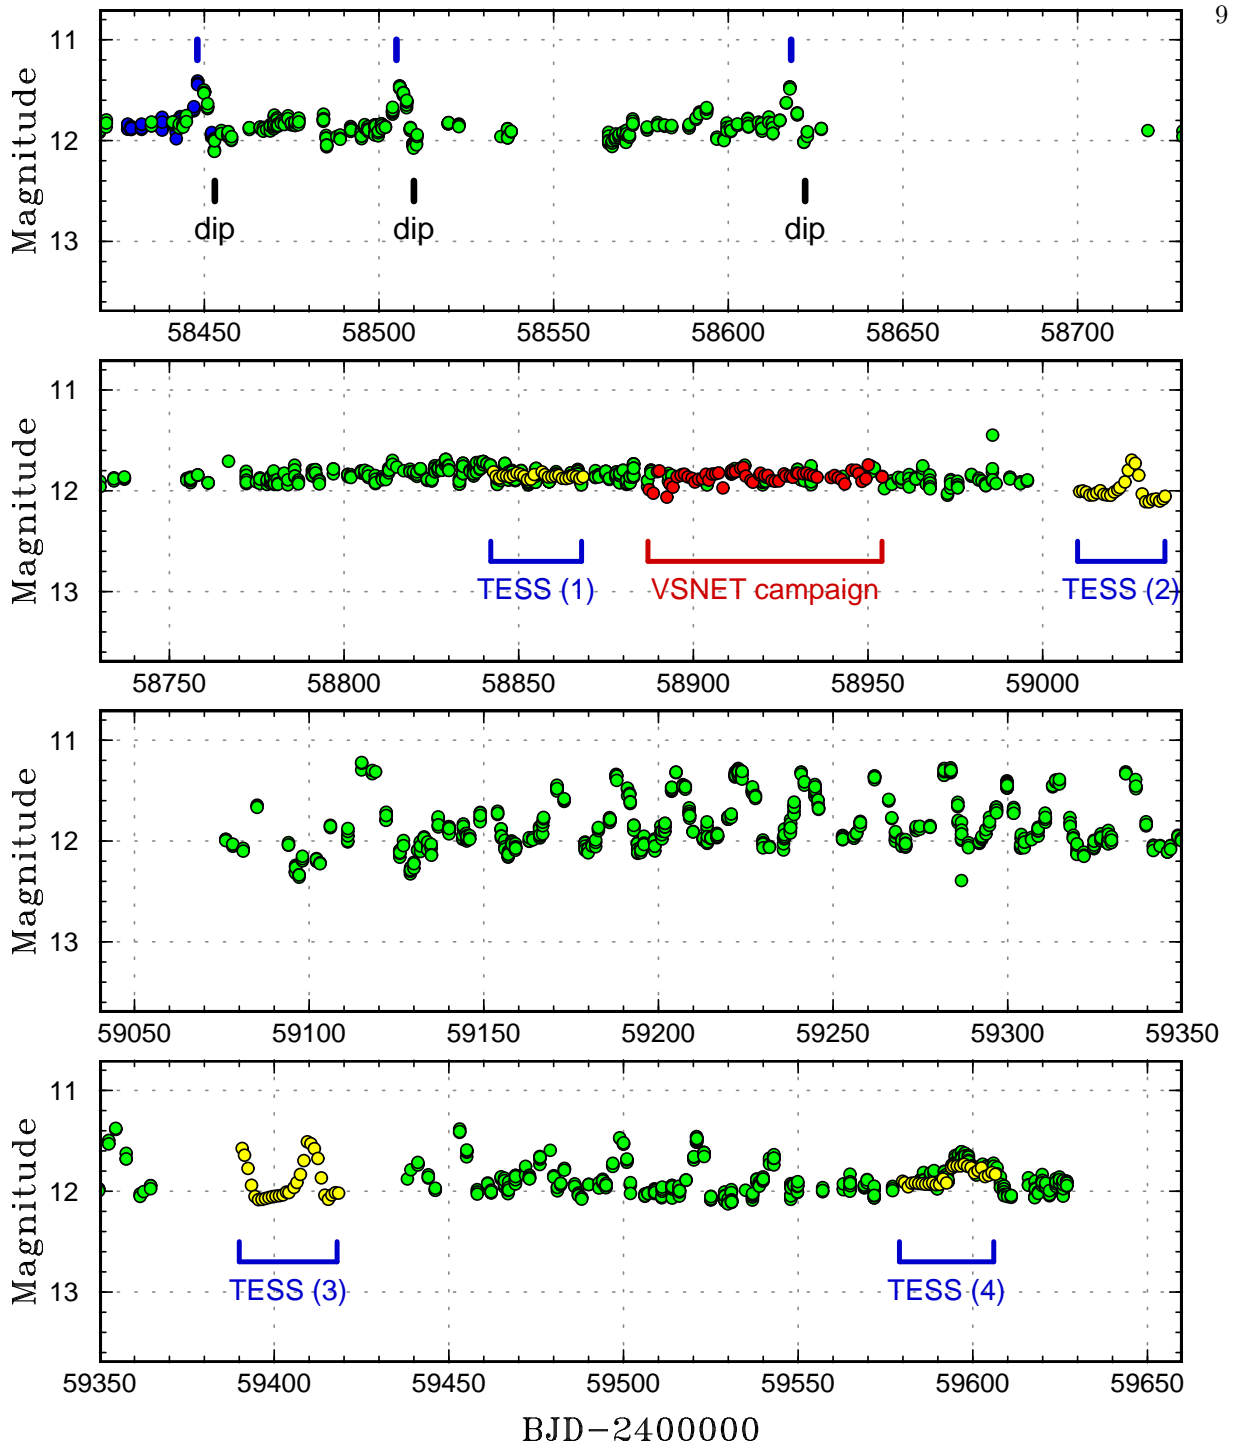 9
11
12
13
Magnitude
dip dip dip
58450 58500 58550 58600 58650 58700
11
12
13
Magnitude
TESS (1) VSNET campaign TESS (2)
58750 58800 58850 58900 58950 59000
11
12
13
Magnitude
59050 59100 59150 59200 59250 59300 59350
11
12
13
Magnitude
TESS (3) TESS (4)
59350 59400 59450 59500 59550 59600 59650
BJD−2400000